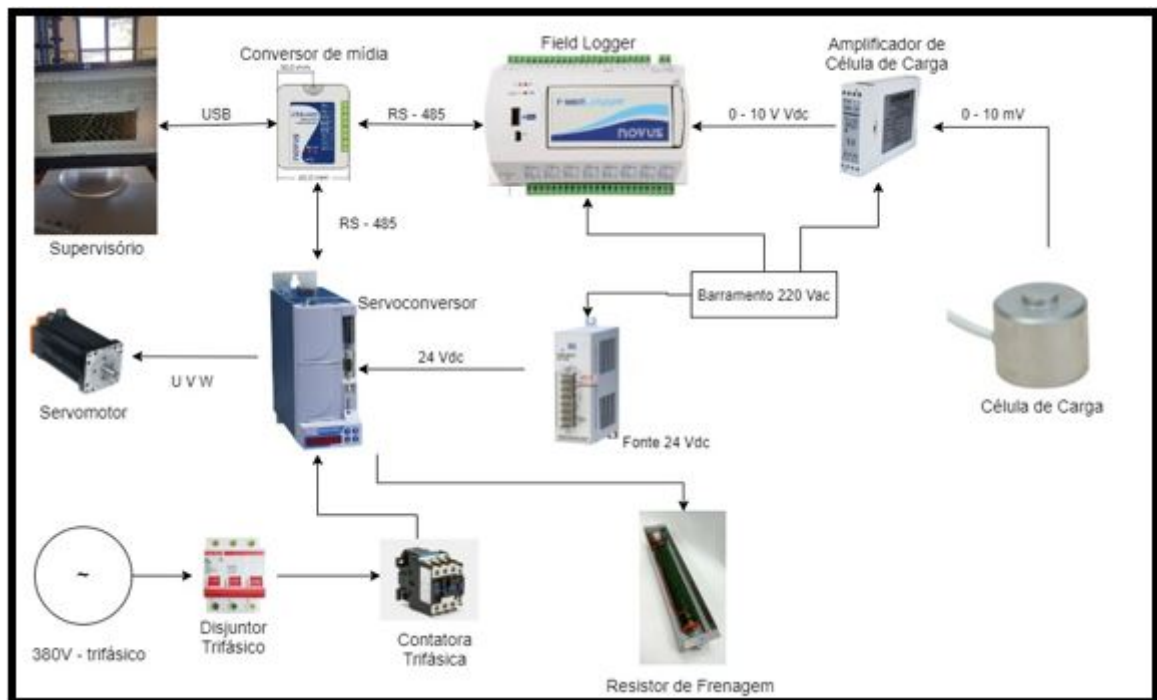 Conversor de mídia
Field Logger
Amplificador de
Célula de Carga
USB
RS - 485
0 - 10 V Vdc
0 - 10 mV
novus
Supervisório
RS - 485
Servoconversor
Barramento 220 Vac
24 Vdc
U V W
Servomotor
Fonte 24 Vdc
Célula de Carga
~
380V - trifásico
Disjuntor
Trifásico
Contatora
Trifásica
Resistor de Frenagem